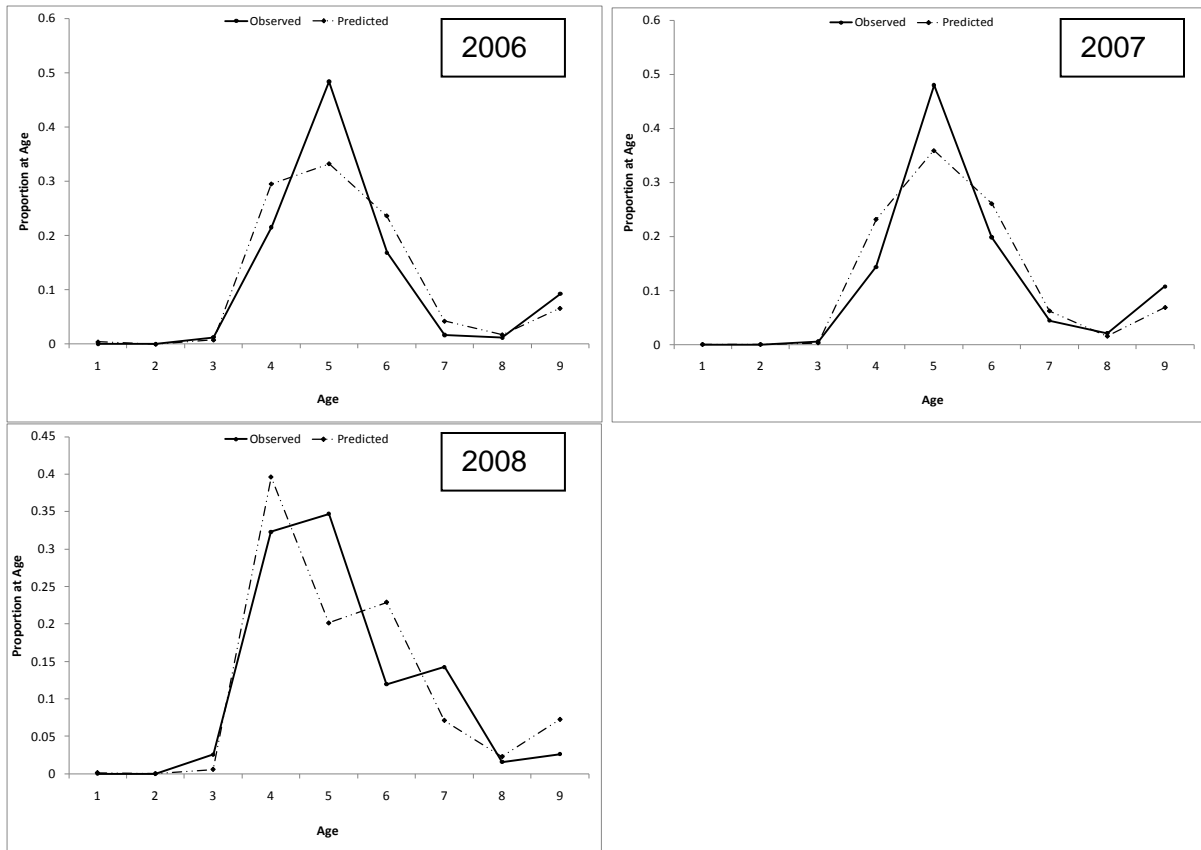 Observed Predicted
2006
0.6
0.5
0.4
0.3
0.2
0.1
0
Proportion at Age
1 2 3 4 5 6 7 8 9
Age
Observed Predicted
2007
0.6
0.5
0.4
0.3
0.2
0.1
0
Proportion at Age
1 2 3 4 5 6 7 8 9
Age
Observed Predicted
2008
0.45
0.4
0.35
0.3
0.25
0.2
0.15
0.1
0.05
0
Proportion at Age
1 2 3 4 5 6 7 8 9
Age